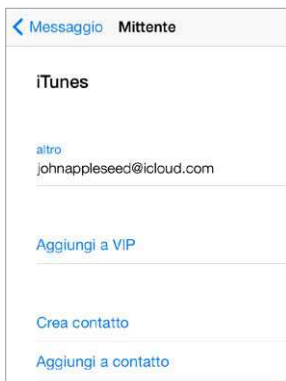 Messaggio Mittente
iTunes
altro
johnappleseed@icloud.com
Aggiungi a VIP
Crea contatto
Aggiungi a contatto